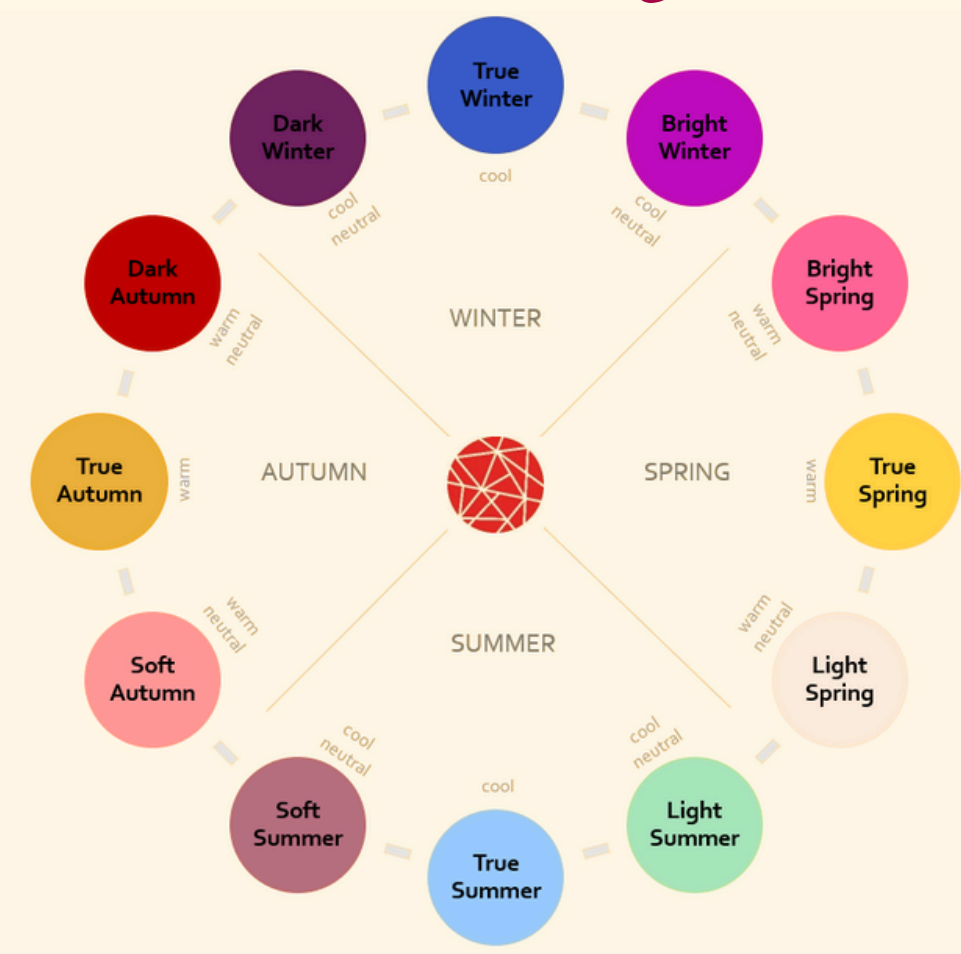 True
Winter
Dark
Winter
Bright
Winter
cool
cool
neutral
cool
neutral
Dark
Autumn
Bright
Spring
warm
neutral
WINTER
warm
neutral
True
Autumn
warm
AUTUMN
SPRING
warm
True
Spring
warm
neutral
warm
neutral
Soft
Autumn
SUMMER
Light
Spring
cool
neutral
cool
neutral
Soft
Summer
cool
Light
Summer
True
Summer